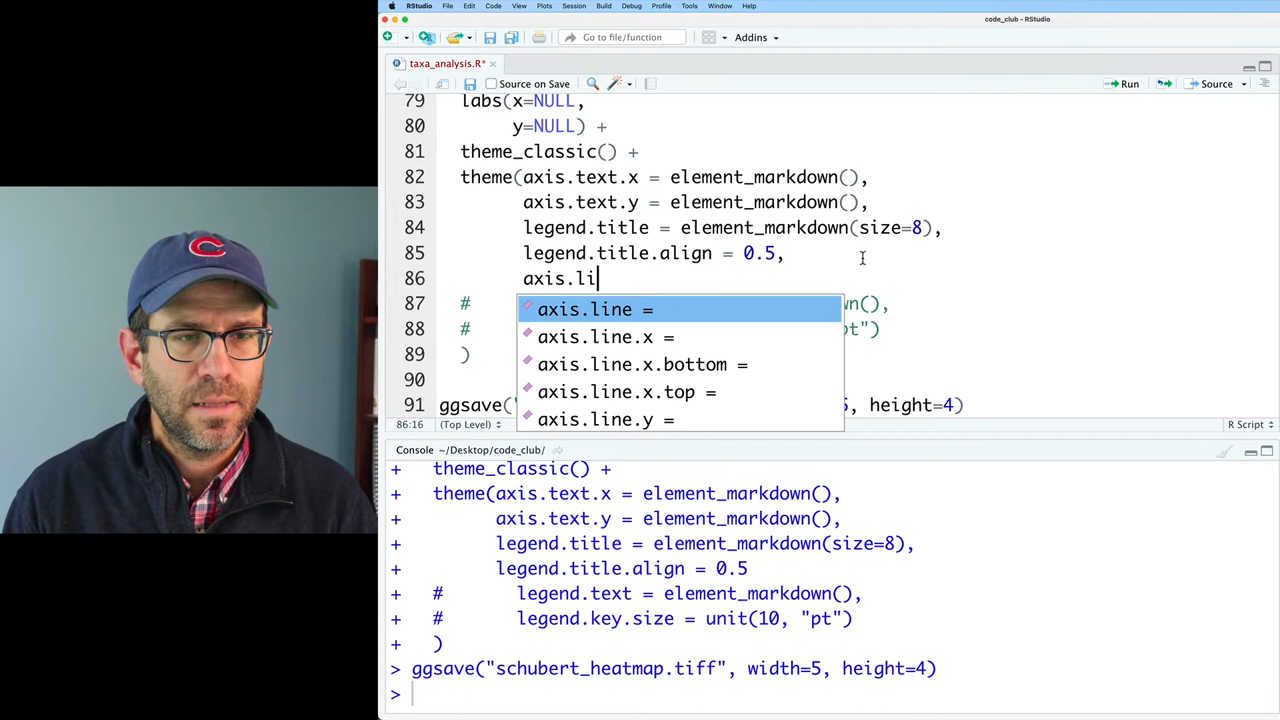 RStudio File Edit Code View Plots Session Build Debug Profile Tools Window Help
code_club - RStudio
Go to file/function Addins
taxa_analysis.R*
Source on Save Run Source
79 labs(x=NULL,
80 y=NULL) +
81 theme_classic() +
82 theme(axis.text.x = element_markdown(),
83 axis.text.y = element_markdown(),
84 legend.title = element_markdown(size=8),
85 legend.title.align = 0.5,
86 axis.li
87 # axis.line = wn(),
88 # axis.line.x = pt")
89 ) axis.line.x.bottom =
90 axis.line.x.top =
91 ggsave(" axis.line.y = 5, height=4)
86:16 (Top Level) R Script
Console ~/Desktop/code_club/
+ theme_classic() +
+ theme(axis.text.x = element_markdown(),
+ axis.text.y = element_markdown(),
+ legend.title = element_markdown(size=8),
+ legend.title.align = 0.5
+ # legend.text = element_markdown(),
+ # legend.key.size = unit(10, "pt")
+ )
> ggsave("schubert_heatmap.tiff", width=5, height=4)
>